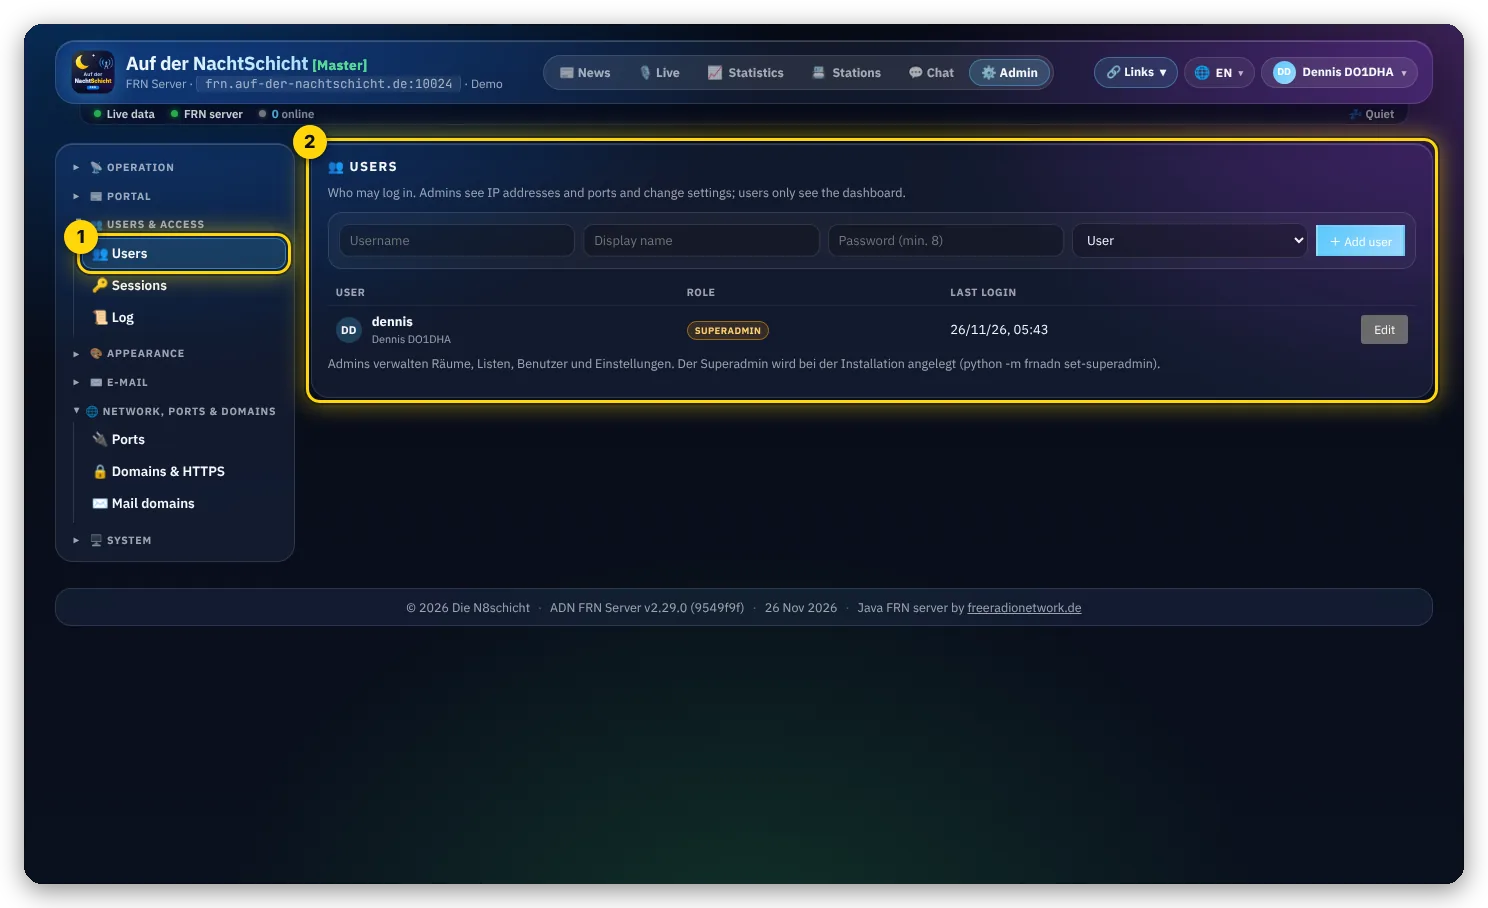 Auf der NachtSchicht [Master]
FRN Server · frn.auf-der-nachtschicht.de:10024 · Demo
News
Live
Statistics
Stations
Chat
Admin
Links ▾
EN ▾
DD Dennis DO1DHA ▾
Auf der
NachtSchicht
Live data
FRN server
0 online
Quiet
1
2
OPERATION
PORTAL
USERS & ACCESS
Users
Sessions
Log
APPEARANCE
E-MAIL
NETWORK, PORTS & DOMAINS
Ports
Domains & HTTPS
Mail domains
SYSTEM
USERS
Who may log in. Admins see IP addresses and ports and change settings; users only see the dashboard.
Username
Display name
Password (min. 8)
User
+ Add user
USER ROLE LAST LOGIN
DD dennis SUPERADMIN 26/11/26, 05:43 Edit
Dennis DO1DHA
Admins verwalten Räume, Listen, Benutzer und Einstellungen. Der Superadmin wird bei der Installation angelegt (python -m frnadn set-superadmin).
© 2026 Die N8schicht · ADN FRN Server v2.29.0 (9549f9f) · 26 Nov 2026 · Java FRN server by freeradionetwork.de